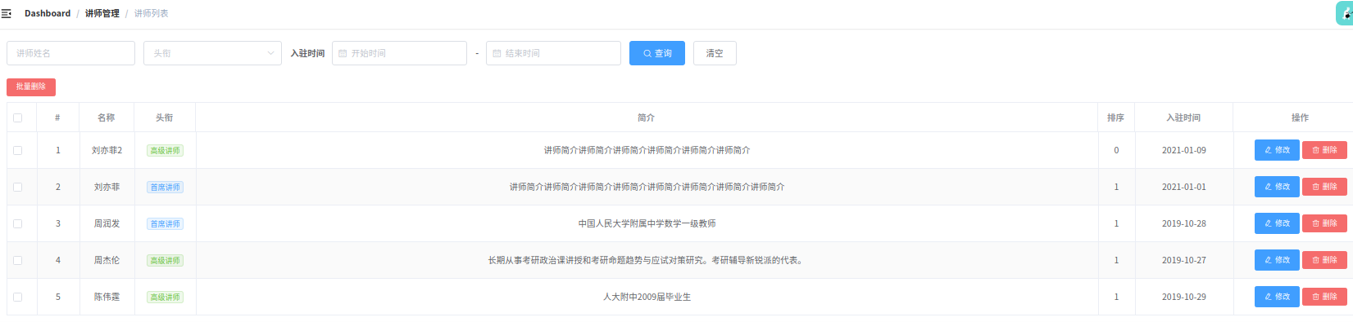 Dashboard / 讲师管理 / 讲师列表
讲师姓名 头衔 入驻时间 开始时间 - 结束时间 查询 清空
批量删除
# 名称 头衔 简介 排序 入驻时间 操作
1 刘亦菲2 高级讲师 讲师简介讲师简介讲师简介讲师简介讲师简介讲师简介 0 2021-01-09 修改 删除
2 刘亦菲 首席讲师 讲师简介讲师简介讲师简介讲师简介讲师简介讲师简介讲师简介讲师简介 1 2021-01-01 修改 删除
3 周润发 首席讲师 中国人民大学附属中学数学一级教师 1 2019-10-28 修改 删除
4 周杰伦 高级讲师 长期从事考研政治课讲授和考研命题趋势与应试对策研究。考研辅导新锐派的代表。 1 2019-10-27 修改 删除
5 陈伟霆 高级讲师 人大附中2009届毕业生 1 2019-10-29 修改 删除